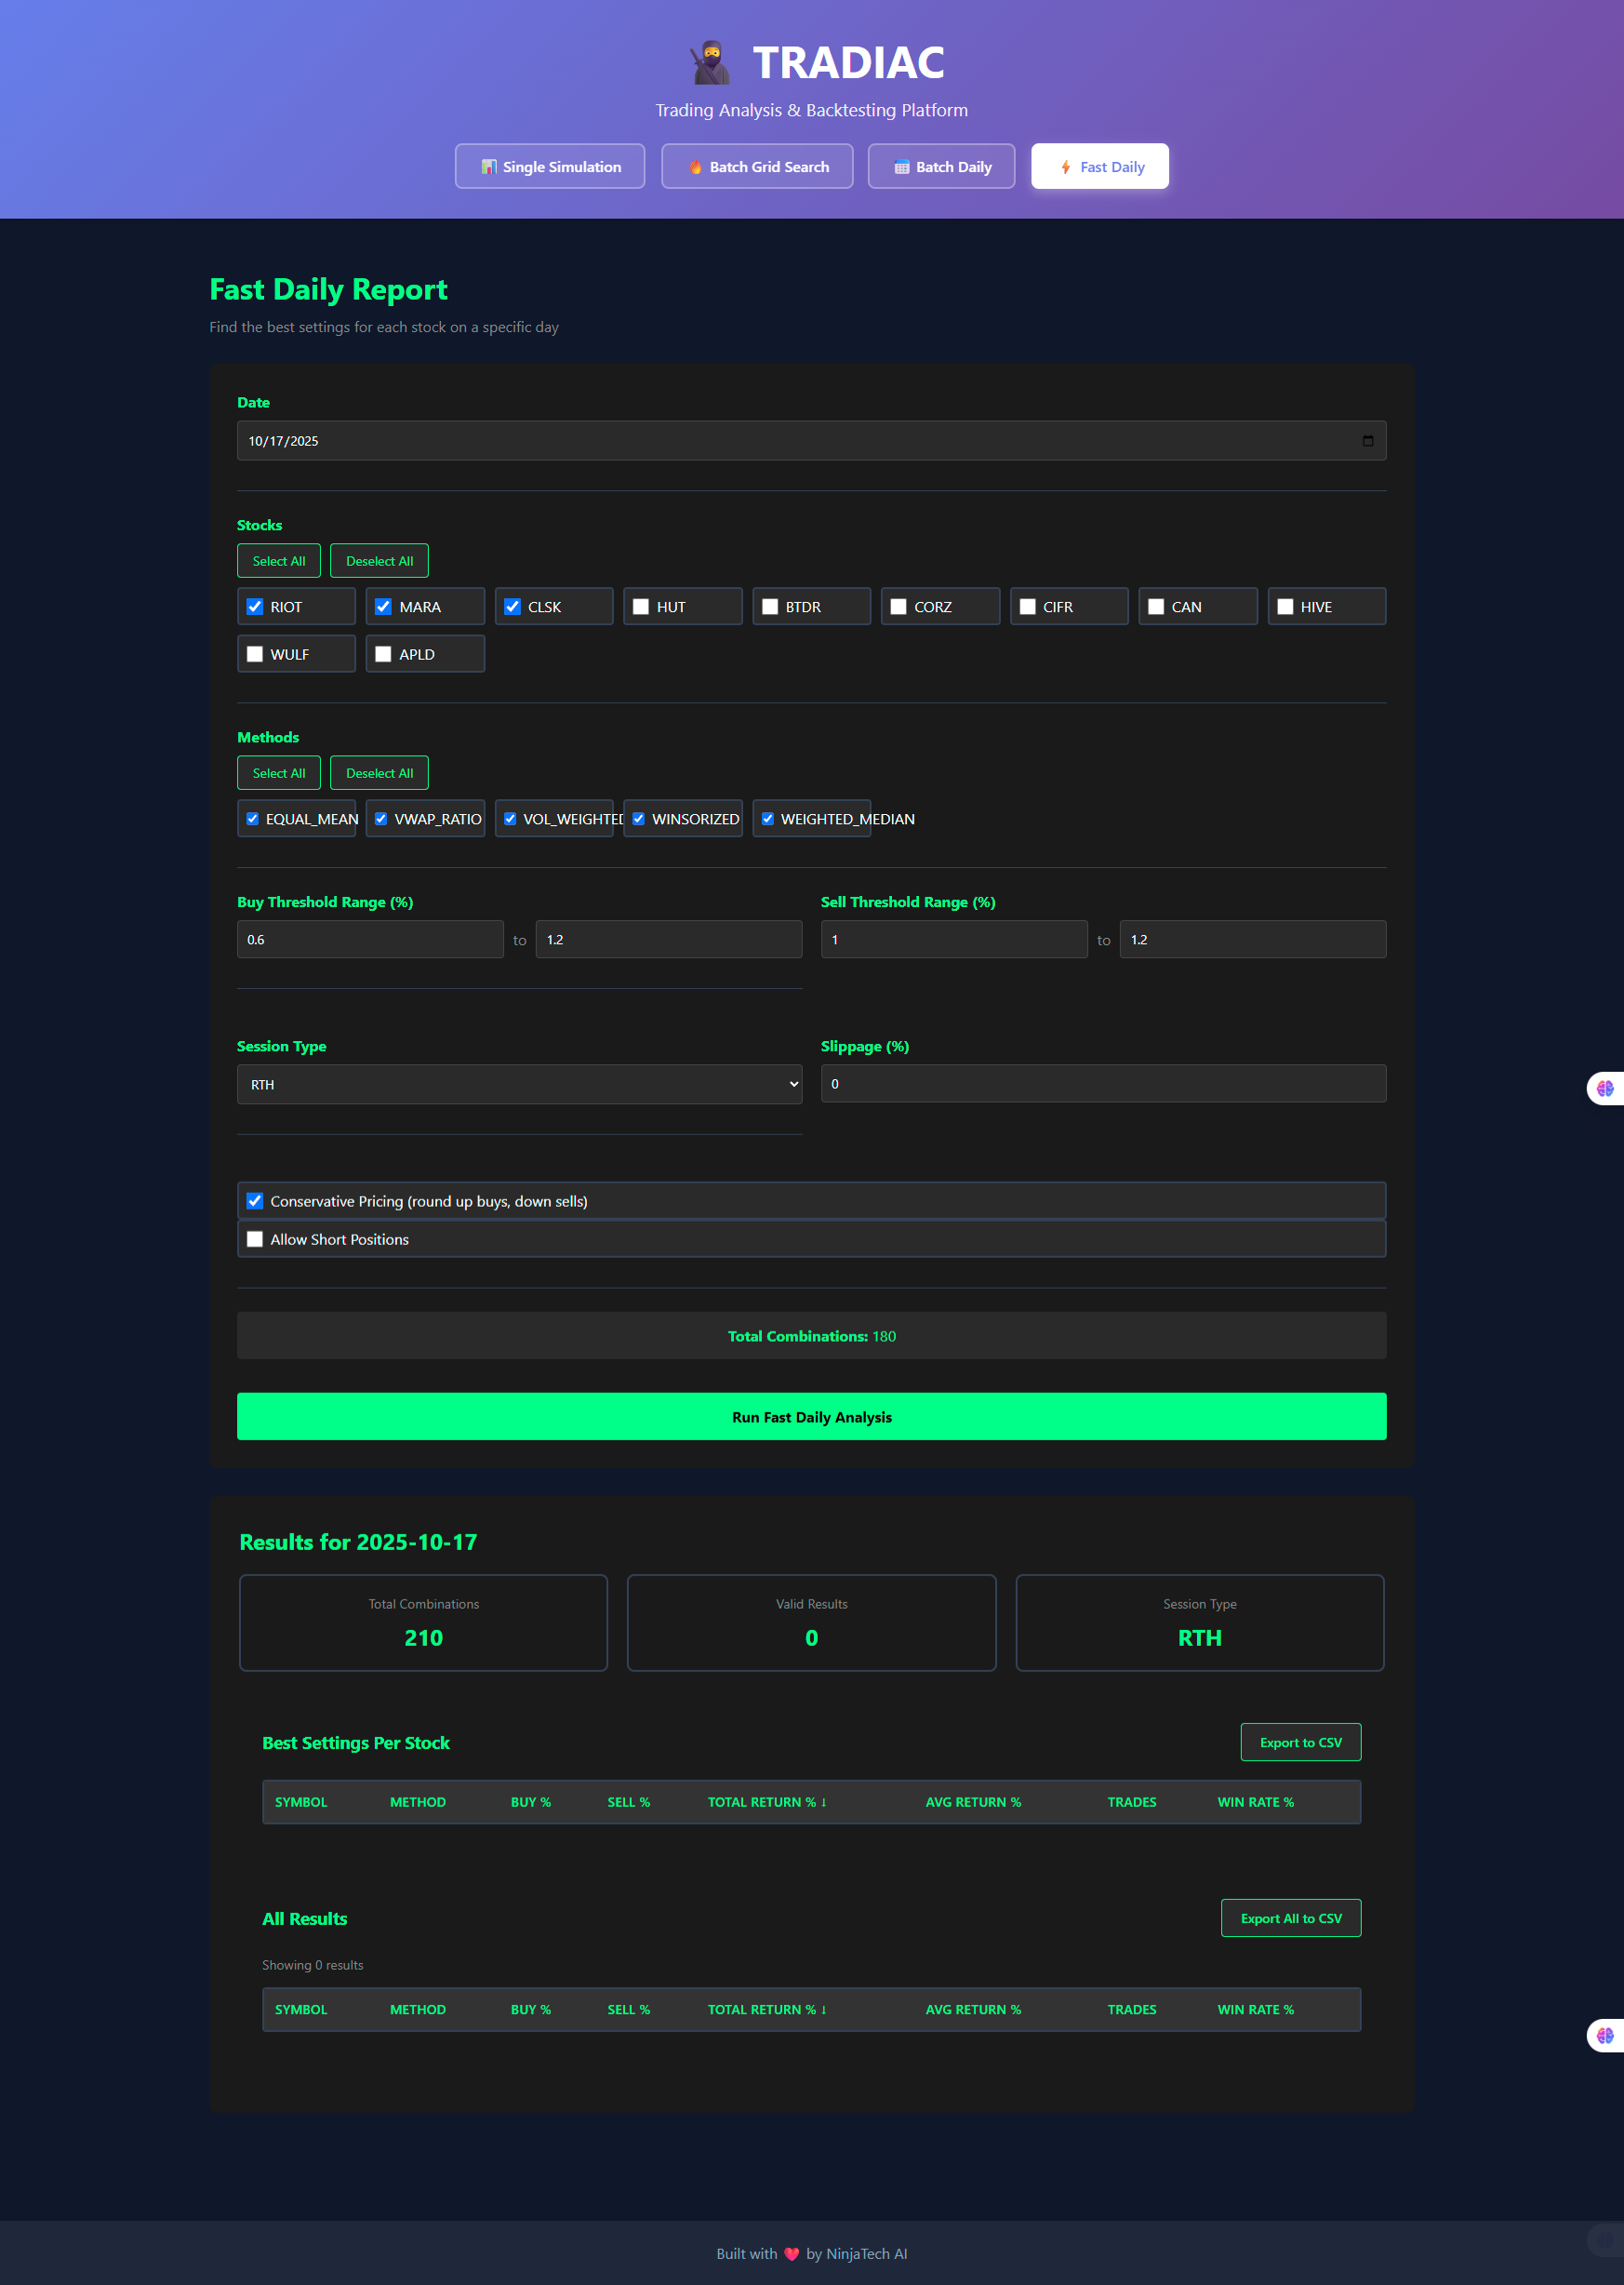 TRADIAC
Trading Analysis & Backtesting Platform
Single Simulation
Batch Grid Search
Batch Daily
Fast Daily
Fast Daily Report
Find the best settings for each stock on a specific day
Date
10/17/2025
Stocks
Select All
Deselect All
RIOT
MARA
CLSK
HUT
BTDR
CORZ
CIFR
CAN
HIVE
WULF
APLD
Methods
Select All
Deselect All
EQUAL_MEAN
VWAP_RATIO
VOL_WEIGHTED
WINSORIZED
WEIGHTED_MEDIAN
Buy Threshold Range (%)
Sell Threshold Range (%)
0.6 to 1.2
1 to 1.2
Session Type
Slippage (%)
RTH
0
Conservative Pricing (round up buys, down sells)
Allow Short Positions
Total Combinations: 180
Run Fast Daily Analysis
Results for 2025-10-17
Total Combinations
210
Valid Results
0
Session Type
RTH
Best Settings Per Stock
Export to CSV
SYMBOL METHOD BUY % SELL % TOTAL RETURN % ↓ AVG RETURN % TRADES WIN RATE %
All Results
Export All to CSV
Showing 0 results
SYMBOL METHOD BUY % SELL % TOTAL RETURN % ↓ AVG RETURN % TRADES WIN RATE %
Built with ❤️ by NinjaTech AI